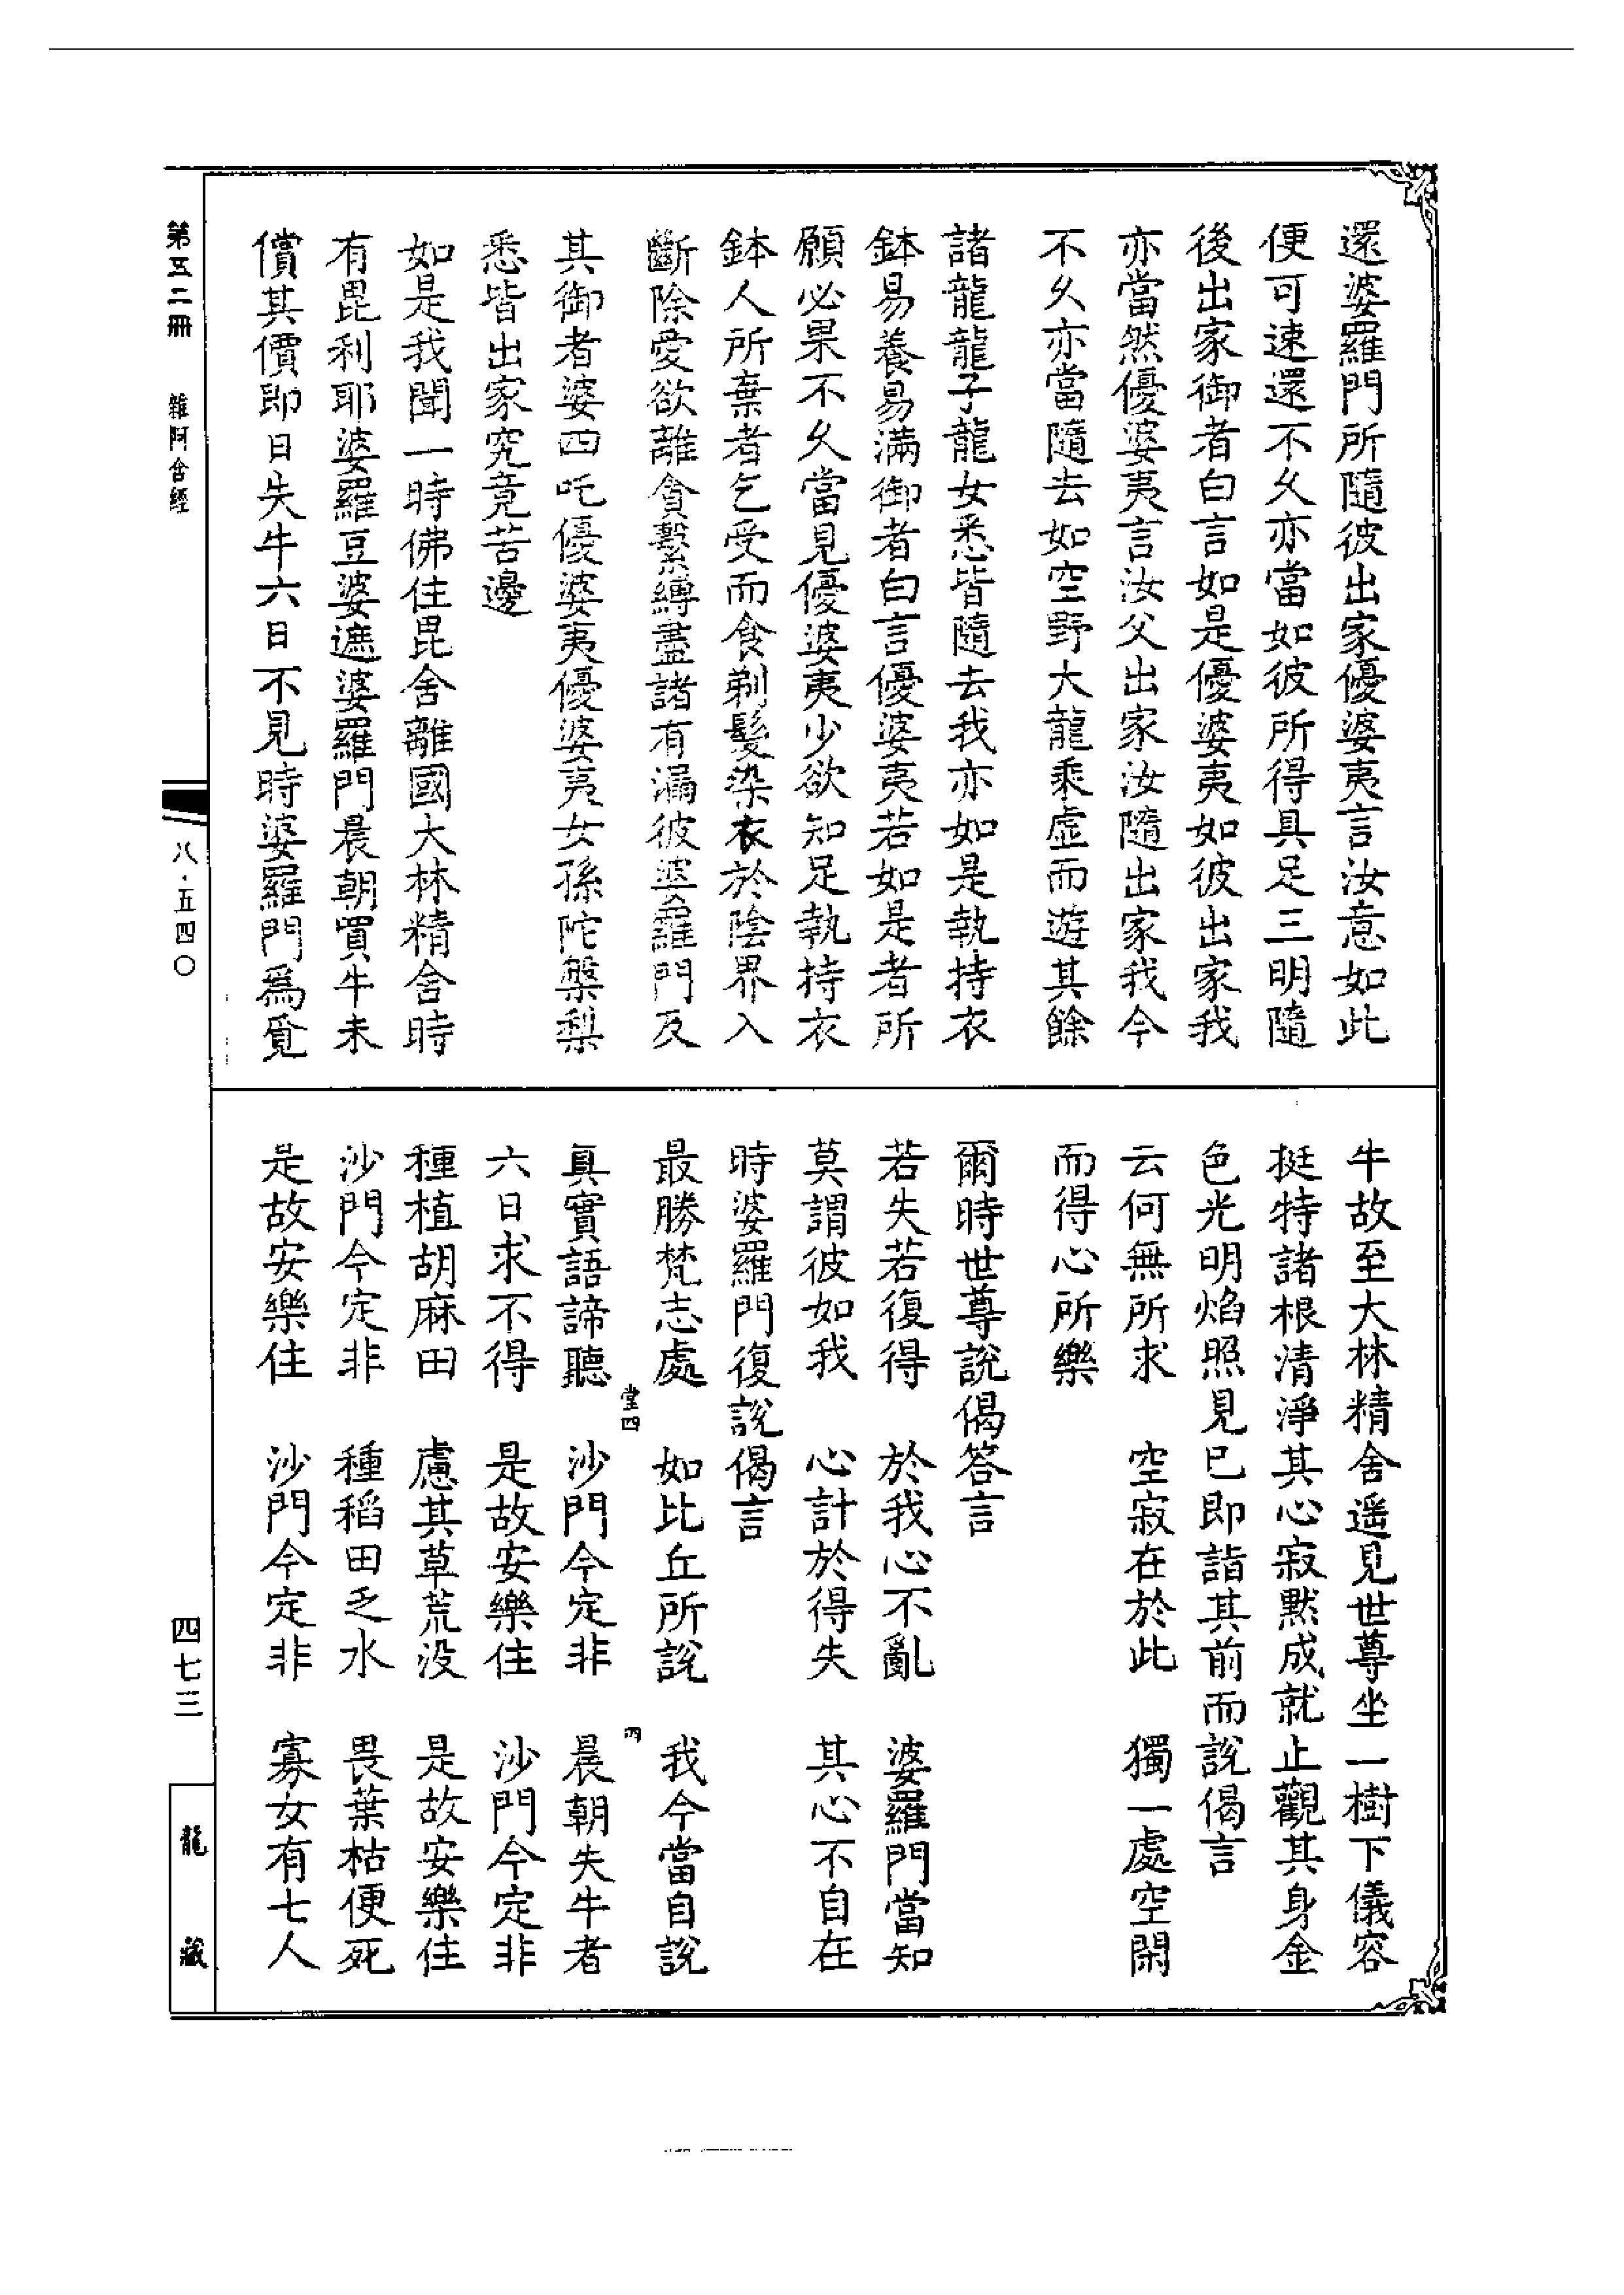 還婆羅門所隨彼出家優婆夷言汝意如此
便可速還不久亦當如彼所得具足三明隨
後出家御者白言如是優婆夷如彼出家我
亦當然優婆夷言汝父出家汝隨出家我今
不久亦當隨去如空野大龍乘虛而遊其餘
諸龍龍子龍女悉皆隨去我亦如是執持衣
鉢易養易滿御者白言優婆夷若如是者所
願必果不久當見優婆夷少欲知足執持衣
鉢人所棄者乞受而食剃髮染衣於陰界入
斷除愛欲離貪繫縛盡諸有漏彼婆羅門及
其御者婆四吒優婆夷優婆夷女孫陀槃梨
悉皆出家究竟苦邊
如是我聞一時佛住毘舍離國大林精舍時
有毘利耶婆羅豆婆遮婆羅門晨朝買牛未
償其價即日失牛六日不見時婆羅門爲覓
牛故至大林精舍遥見世尊坐一樹下儀容
挺特諸根清淨其心寂默成就止觀其身金
色光明焰照見已即詣其前而說偈言
云何無所求　空寂在於此　獨一處空閑
而得心所樂
爾時世尊說偈答言
若失若復得　於我心不亂　婆羅門當知
莫謂彼如我　心計於得失　其心不自在
時婆羅門復說偈言
最勝梵志處　如比丘所說　我今當自說
堂四　四
真實語諦聽　沙門今定非　晨朝失牛者
六日求不得　是故安樂住　沙門今定非
種植胡麻田　慮其草荒没　是故安樂住
沙門今定非　種稻田乏水　畏葉枯便死
是故安樂住　沙門今定非　寡女有七人
第五二冊　雜阿含經
八·五四〇
四七三
龍藏